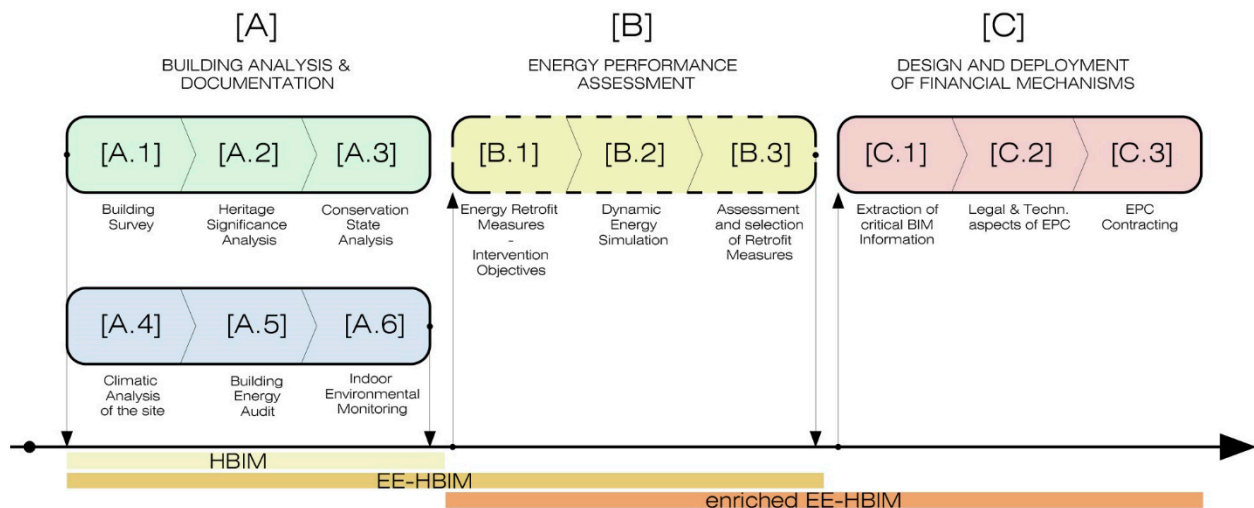 [A]
BUILDING ANALYSIS &
DOCUMENTATION
[B]
ENERGY PERFORMANCE
ASSESSMENT
[C]
DESIGN AND DEPLOYMENT
OF FINANCIAL MECHANISMS
[A.1]
[A.2]
[A.3]
Building
Survey
Heritage
Significance
Analysis
Conservation
State
Analysis
[B.1]
[B.2]
[B.3]
Energy Retrofit
Measures
-
Intervention
Objectives
Dynamic
Energy
Simulation
Assessment
and selection
of Retrofit
Measures
[C.1]
[C.2]
[C.3]
Extraction of
critical BIM
Information
Legal & Techn.
aspects of EPC
EPC
Contracting
[A.4]
[A.5]
[A.6]
Climatic
Analysis
of the site
Building
Energy
Audit
Indoor
Environmental
Monitoring
HBIM
EE-HBIM
enriched EE-HBIM